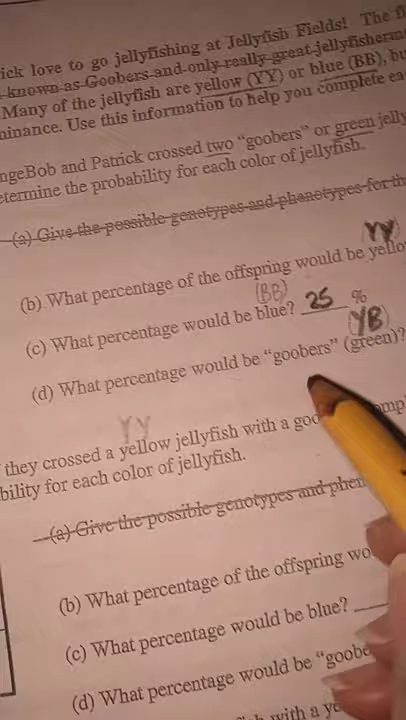 ick love to go jellyfishing at Jellyfish Fields! The
known as Goobers and only really great jellyfisherm
Many of the jellyfish are yellow (YY) or blue (BB), bu
minance. Use this information to help you complete ea
ngeBob and Patrick crossed two “goobers” or green jelly
etermine the probability for each color of jellyfish.
(a) Give the possible genotypes and phenotypes for th
YY
(b) What percentage of the offspring would be yello
(BB)
(c) What percentage would be blue? 25 %
(YB)
(d) What percentage would be “goobers” (green)?
YY
they crossed a yellow jellyfish with a goo omp
bility for each color of jellyfish.
(a) Give the possible genotypes and phen
(b) What percentage of the offspring wo
(c) What percentage would be blue?
(d) What percentage would be “goobe
with a ye